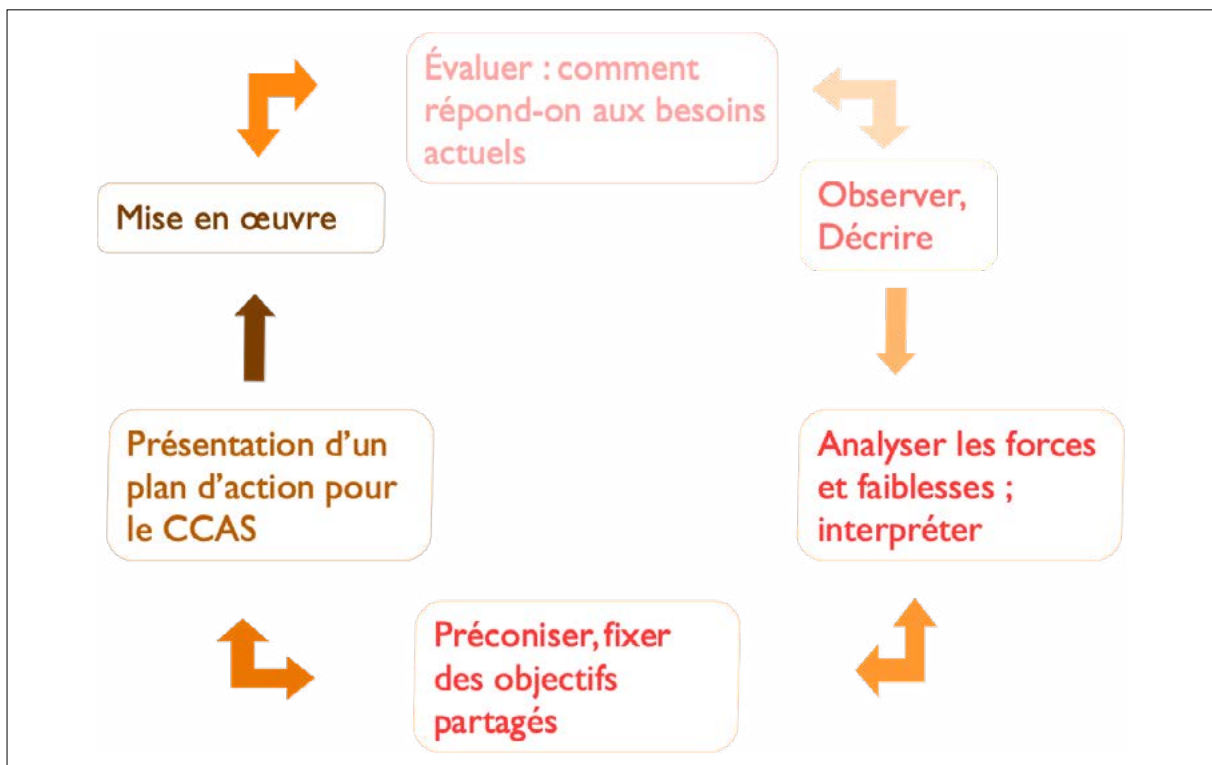 Évaluer : comment
répond-on aux besoins
actuels
Observer,
Décrire
Analyser les forces
et faiblesses ;
interpréter
Préconiser, fixer
des objectifs
partagés
Présentation d'un
plan d'action pour
le CCAS
Mise en œuvre